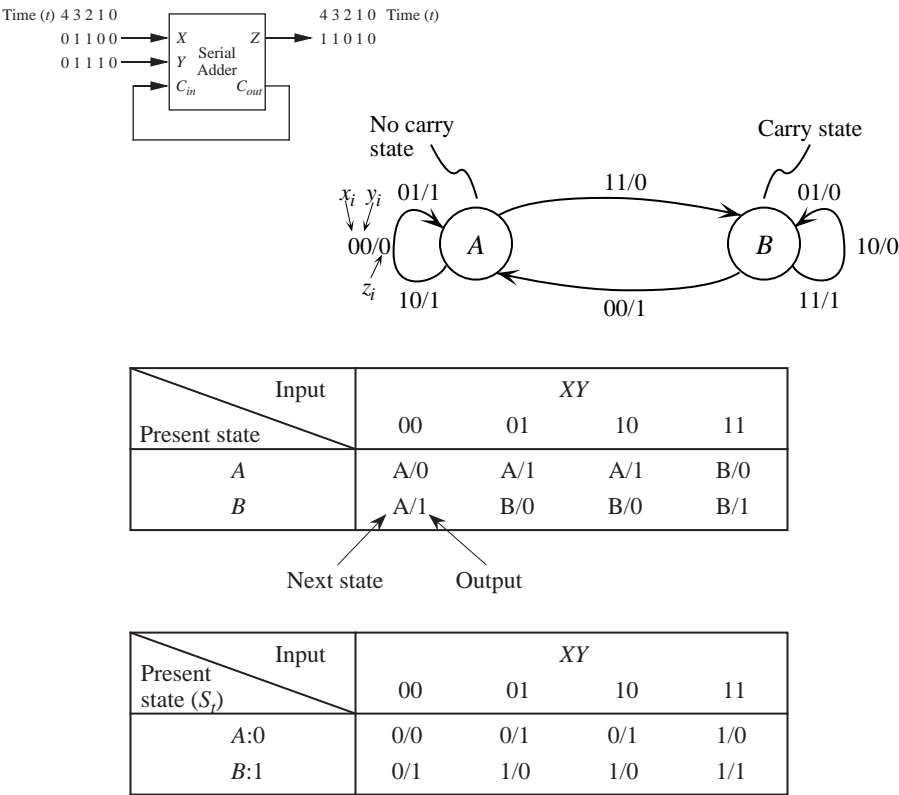 Time (t) 4 3 2 1 0
4 3 2 1 0 Time (t)
0 1 1 0 0
X
Z
1 1 0 1 0
Serial
Adder
0 1 1 1 0
Y
Cin
Cout
No carry
state
Carry state
xi yi
01/1
11/0
01/0
00/0
A
B
10/0
zi
10/1
00/1
11/1
Input
XY
Present state
00 01 10 11
A A/0 A/1 A/1 B/0
B A/1 B/0 B/0 B/1
Next state
Output
Input
XY
Present
state (St)
00 01 10 11
A:0 0/0 0/1 0/1 1/0
B:1 0/1 1/0 1/0 1/1